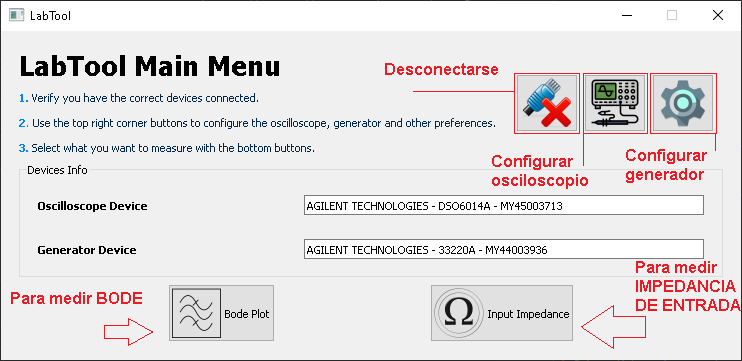 LabTool
LabTool Main Menu
Desconectarse
1. Verify you have the correct devices connected.
2. Use the top right corner buttons to configure the oscilloscope, generator and other preferences.
3. Select what you want to measure with the bottom buttons.
Configurar
osciloscopio
Configurar
generador
Devices Info
Oscilloscope Device
AGILENT TECHNOLOGIES - DSO6014A - MY45003713
Generator Device
AGILENT TECHNOLOGIES - 33220A - MY44003936
Para medir BODE
Bode Plot
Ω
Input Impedance
Para medir
IMPEDANCIA
DE ENTRADA